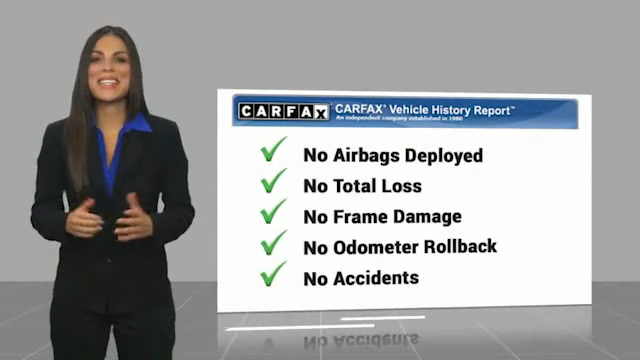 CARFAX CARFAX® Vehicle History Report™
An independent company established in 1986
No Airbags Deployed
No Total Loss
No Frame Damage
No Odometer Rollback
No Accidents